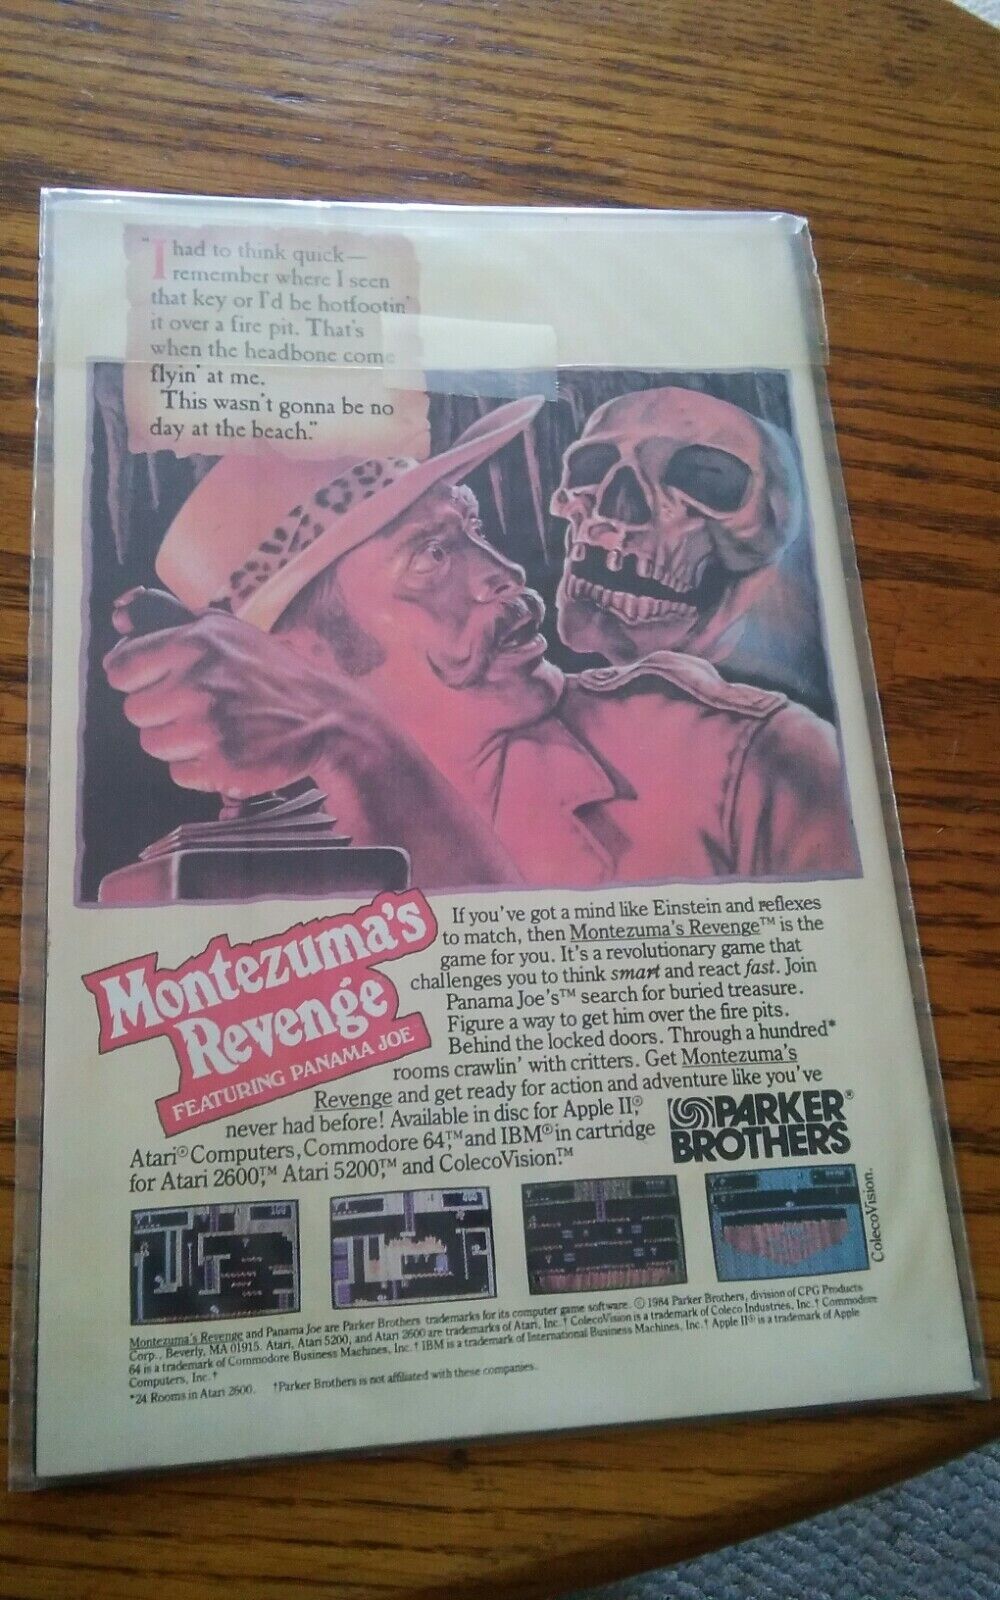 "I had to think quick—
remember where I seen
that key or I'd be hotfootin'
it over a fire pit. That's
when the headbone come
flyin' at me.
This wasn't gonna be no
day at the beach."
Montezuma's
Revenge
FEATURING PANAMA JOE
If you've got a mind like Einstein and reflexes
to match, then Montezuma's Revenge™ is the
game for you. It's a revolutionary game that
challenges you to think smart and react fast. Join
Panama Joe's™ search for buried treasure.
Figure a way to get him over the fire pits.
Behind the locked doors. Through a hundred*
rooms crawlin' with critters. Get Montezuma's
Revenge and get ready for action and adventure like you've
never had before! Available in disc for Apple II,®
Atari® Computers, Commodore 64,™ and IBM® in cartridge
for Atari 2600,™ Atari 5200,™ and ColecoVision.™
PARKER®
BROTHERS
ColecoVision.
Montezuma's Revenge and Panama Joe are Parker Brothers trademarks for its computer game software. © 1984 Parker Brothers, division of CPG Products
Corp., Beverly, MA 01915. Atari, Atari 5200, and Atari 2600 are trademarks of Atari, Inc.† ColecoVision is a trademark of Coleco Industries, Inc.† Commodore
64 is a trademark of Commodore Business Machines, Inc.† IBM is a trademark of International Business Machines, Inc.† Apple II® is a trademark of Apple
Computers, Inc.†
*24 Rooms in Atari 2600. †Parker Brothers is not affiliated with these companies.